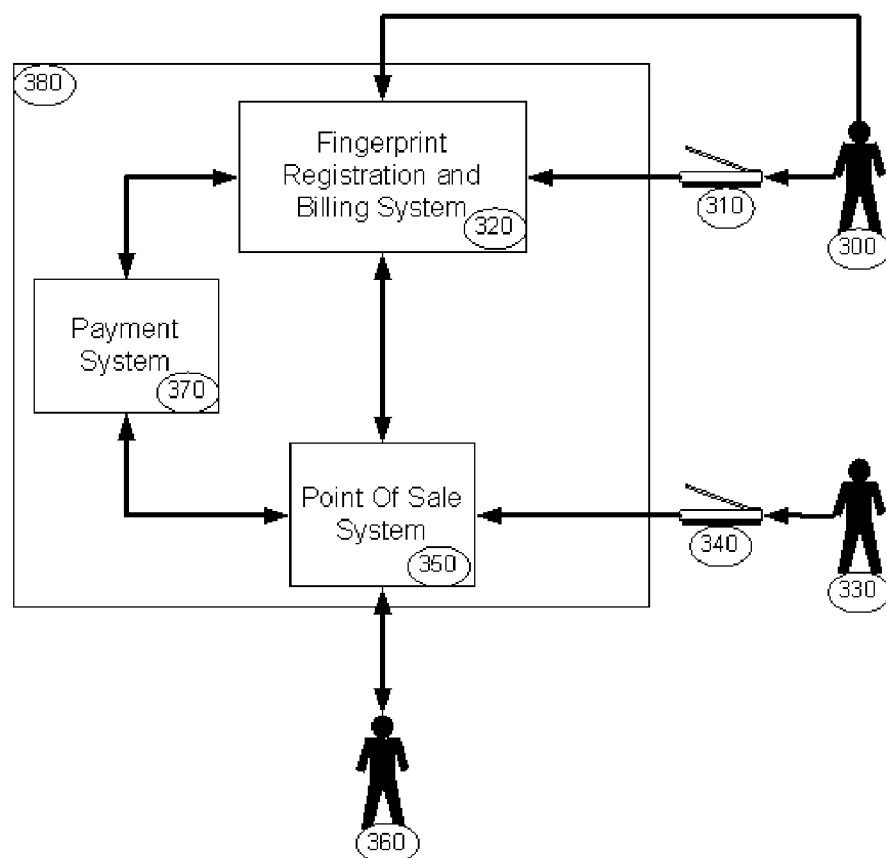 380
Fingerprint
Registration and
Billing System
320
310
300
Payment
System
370
Point Of Sale
System
350
340
330
360